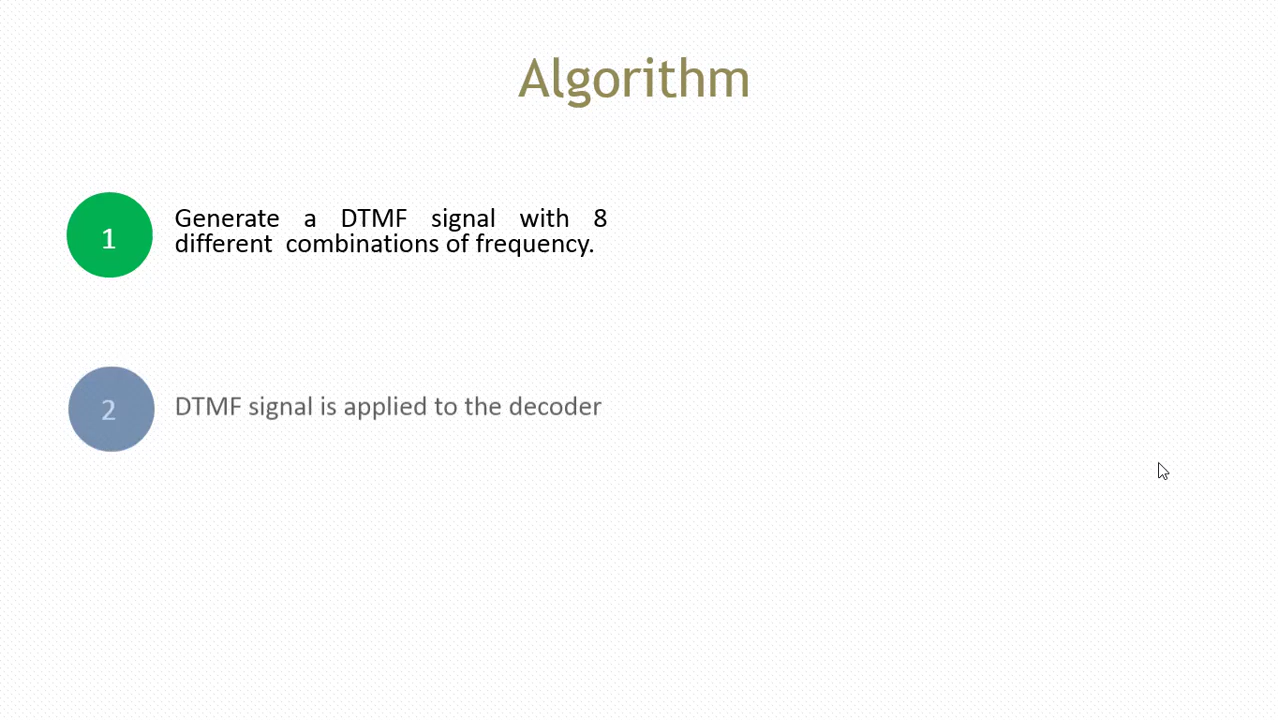 Algorithm
1
Generate a DTMF signal with 8
different combinations of frequency.
2
DTMF signal is applied to the decoder